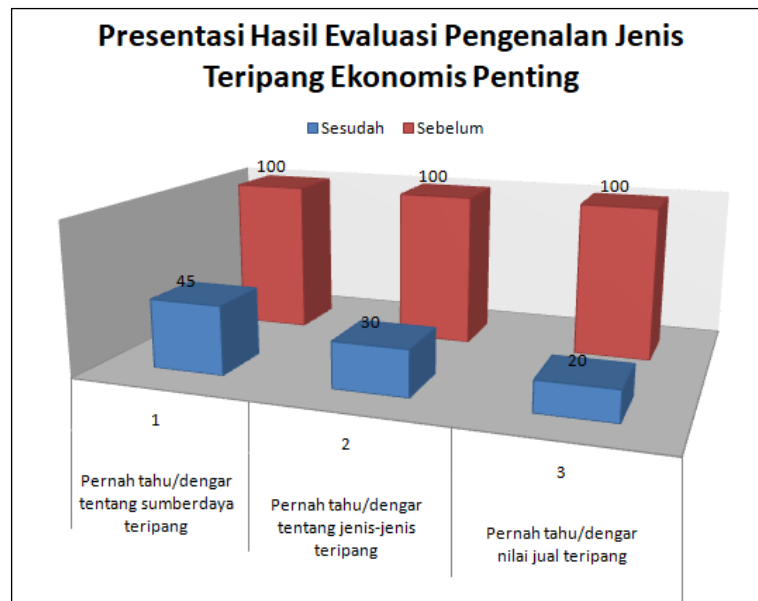 Presentasi Hasil Evaluasi Pengenalan Jenis
Teripang Ekonomis Penting
Sesudah Sebelum
100
100
100
45
30
20
1
Pernah tahu/dengar
tentang sumberdaya
teripang
2
Pernah tahu/dengar
tentang jenis-jenis
teripang
3
Pernah tahu/dengar
nilai jual teripang